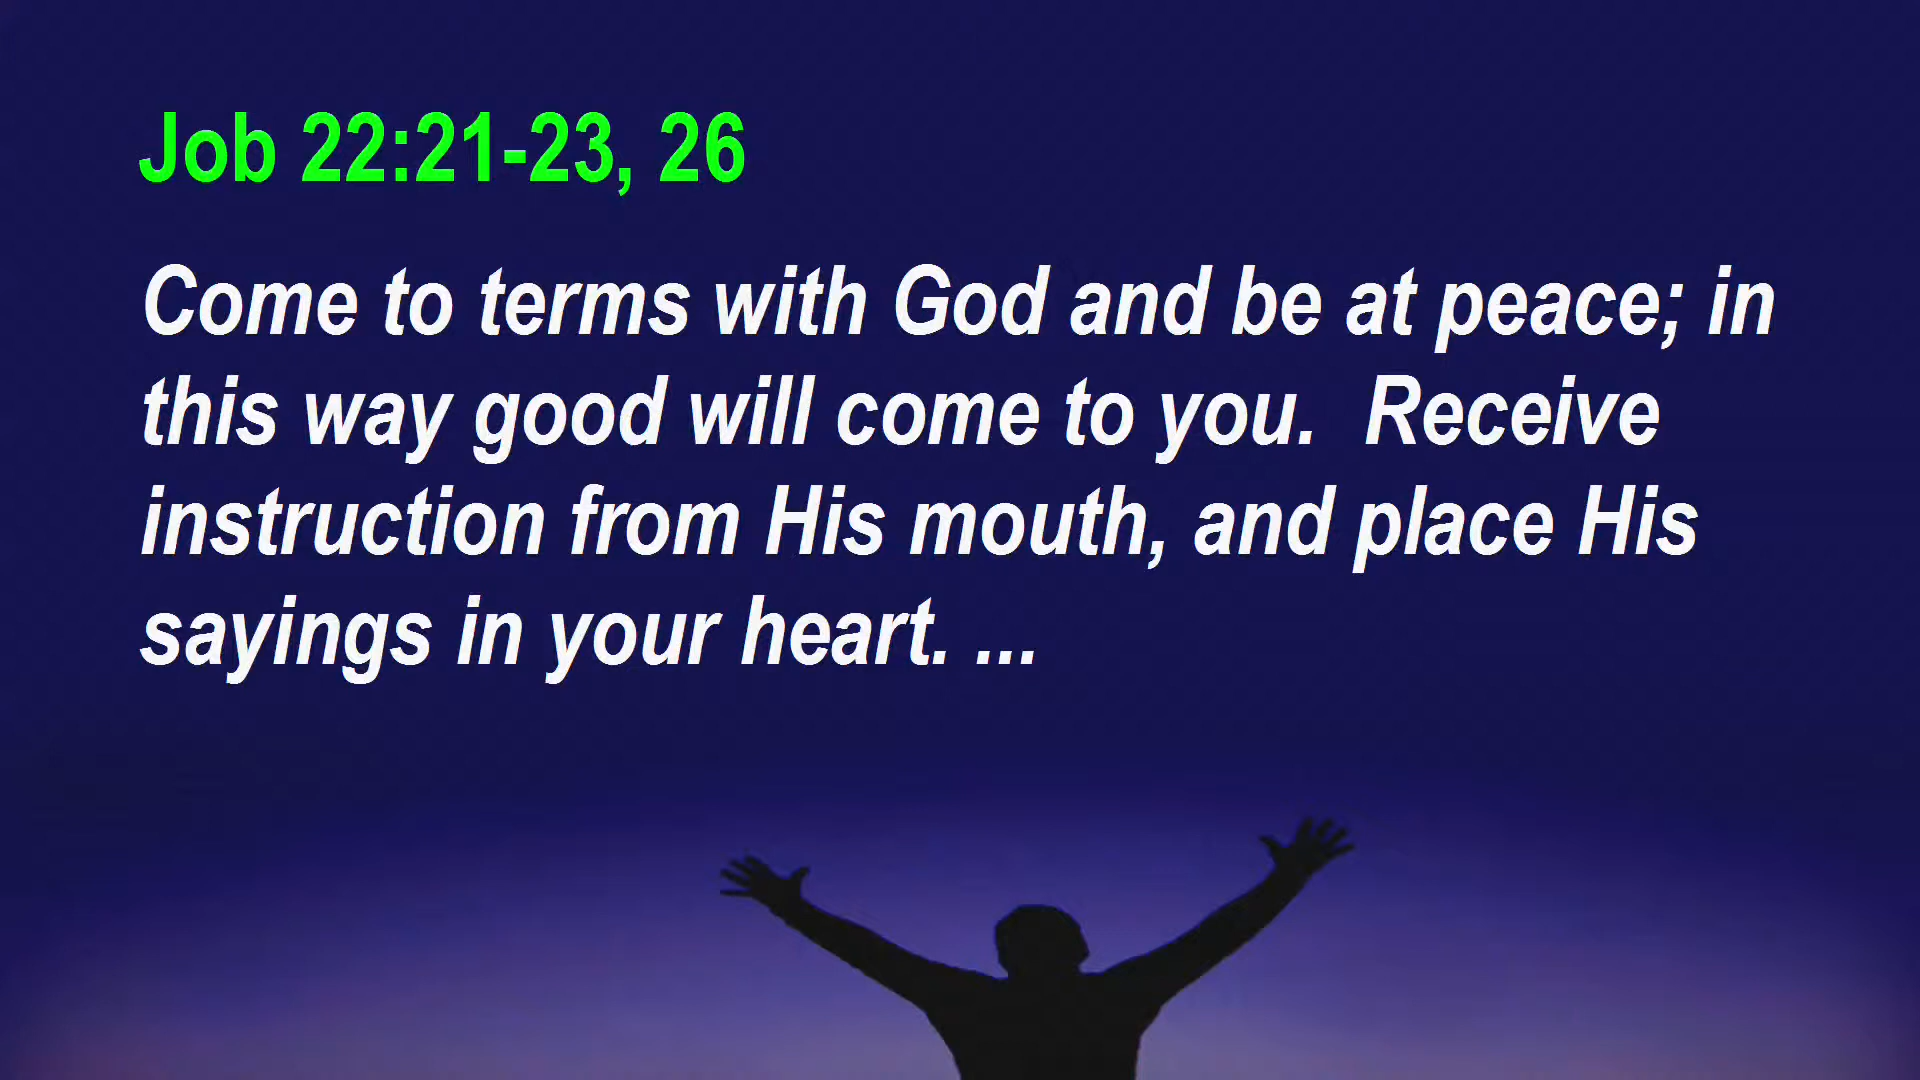 Job 22:21-23, 26
Come to terms with God and be at peace; in
this way good will come to you.  Receive
instruction from His mouth, and place His
sayings in your heart. ...